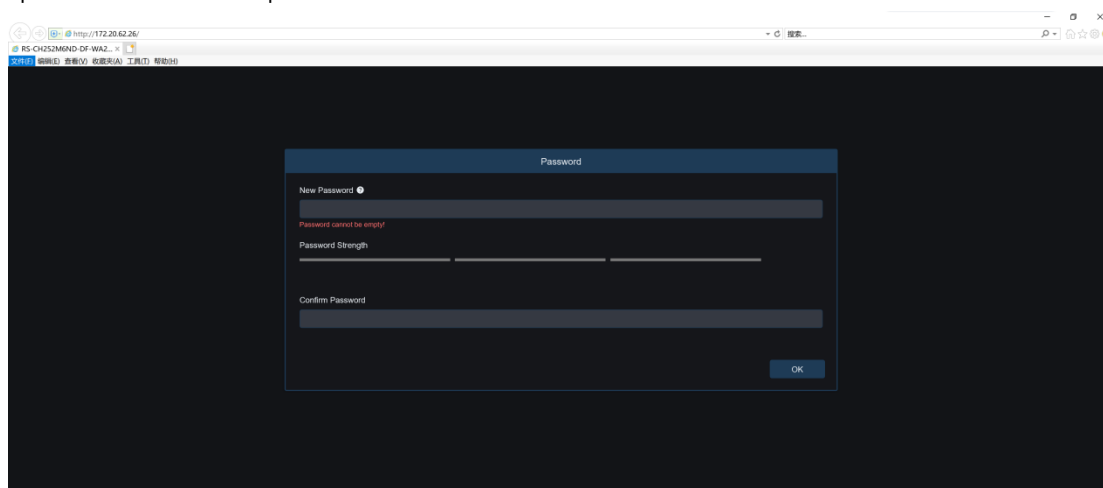 http://172.20.62.26/
搜索...
RS-CH252M6ND-DF-WA2...
文件(F) 编辑(E) 查看(V) 收藏夹(A) 工具(T) 帮助(H)
Password
New Password
Password cannot be empty!
Password Strength
Confirm Password
OK